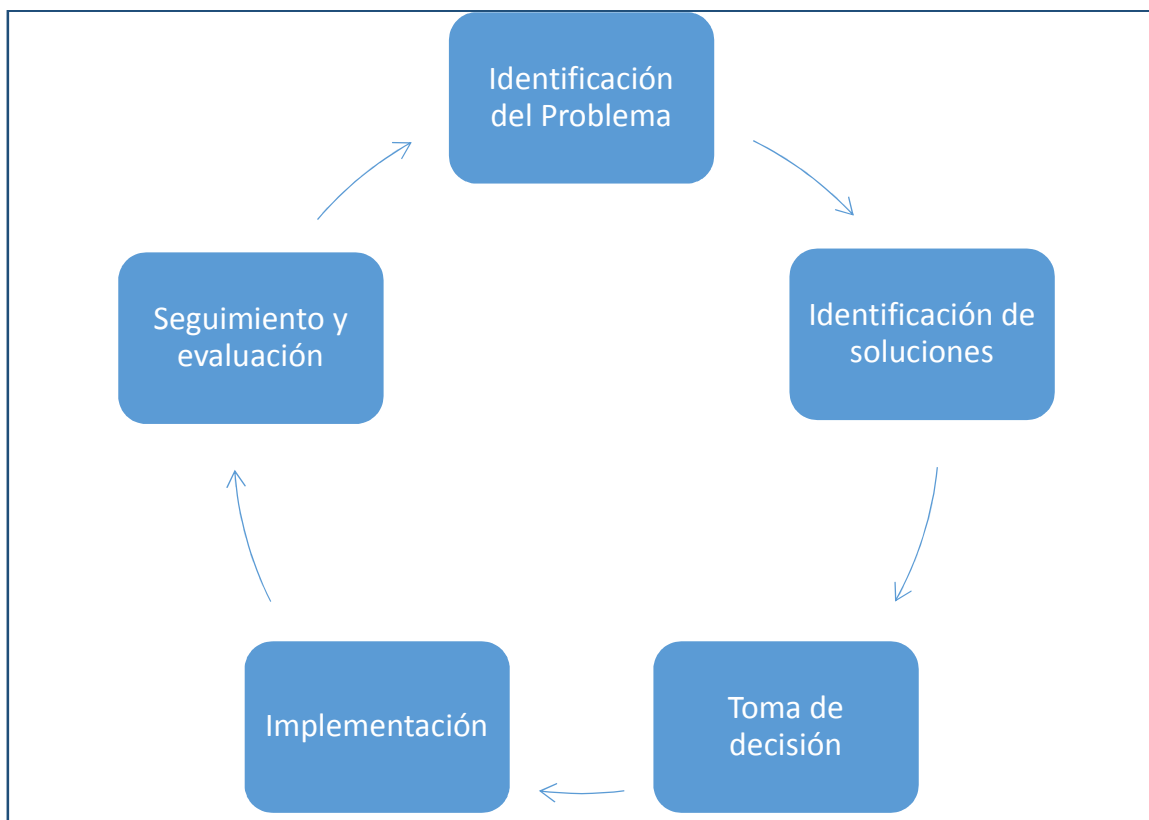 Identificación
del Problema
Identificación de
soluciones
Toma de
decisión
Implementación
Seguimiento y
evaluación